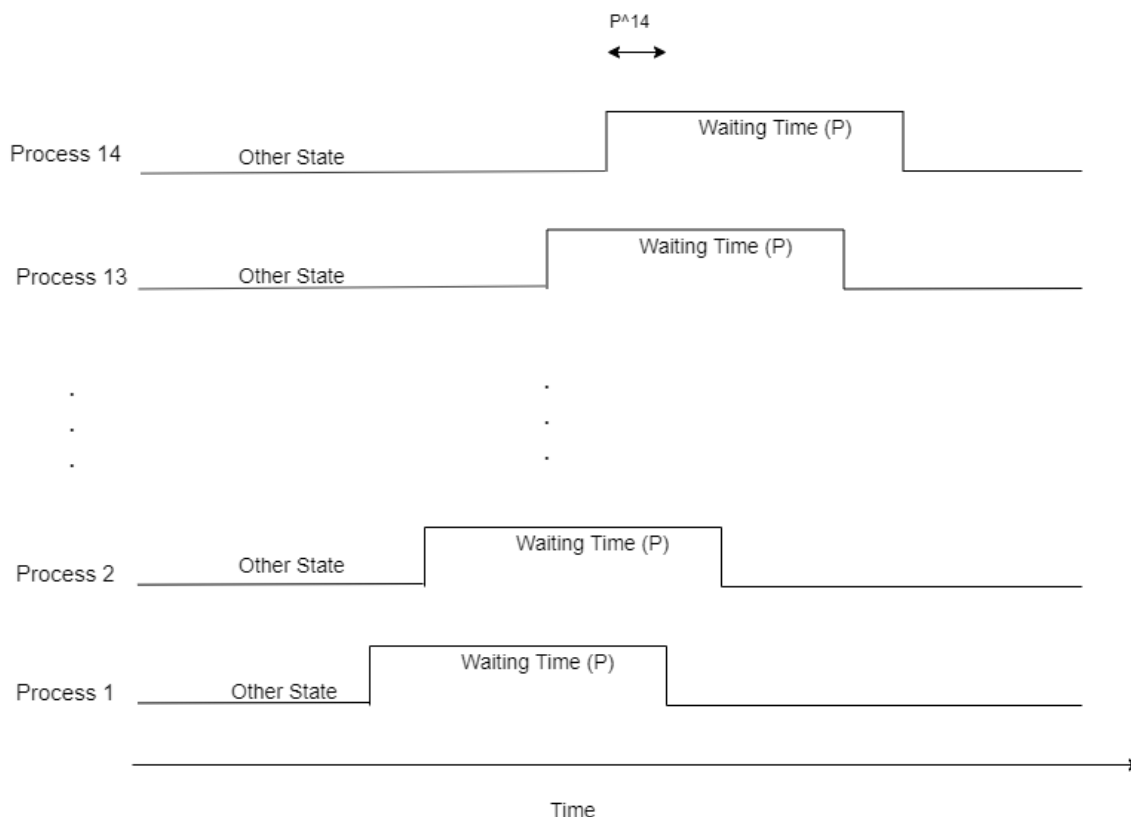 P^14
Waiting Time (P)
Process 14
Other State
Waiting Time (P)
Process 13
Other State
.
.
.
.
.
.
Waiting Time (P)
Process 2
Other State
Waiting Time (P)
Process 1
Other State
Time